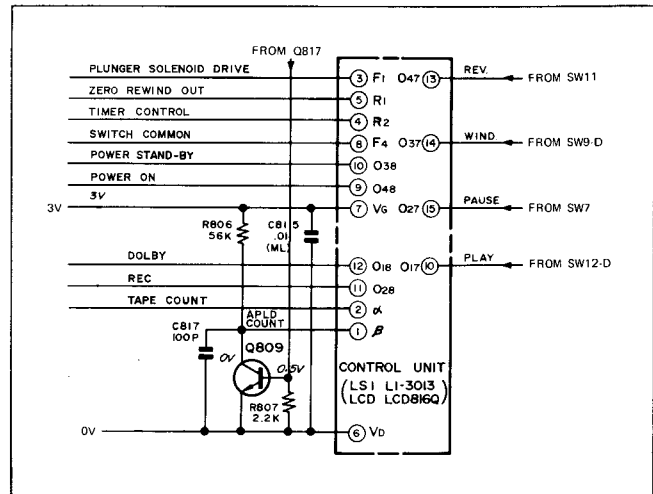 FROM Q817
PLUNGER SOLENOID DRIVE 3 F1 O47 13 REV. FROM SW11
ZERO REWIND OUT 5 R1
TIMER CONTROL 4 R2
SWITCH COMMON 8 F4 O37 14 WIND. FROM SW9-D
POWER STAND-BY 10 O38
POWER ON 9 O48
3V
3V 7 VG O27 15 PAUSE FROM SW7
R806 56K C815 .01 (ML)
DOLBY 12 O18 O17 10 PLAY FROM SW12-D
REC 11 O28
TAPE COUNT 2 α
APLD COUNT 1 β
C817 100P 0V Q809 0.5V
CONTROL UNIT
(LSI LI-3013
LCD LCD816Q)
R807 2.2K
0V 6 VD